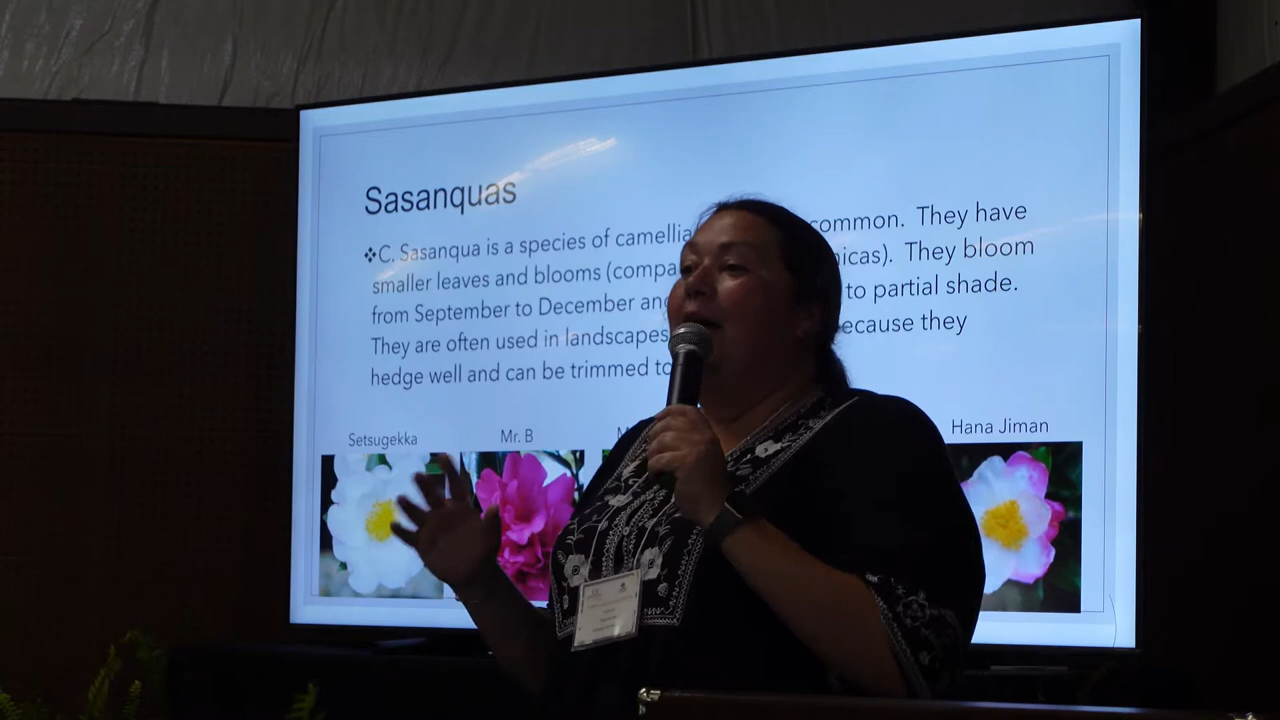 Sasanquas
❖C. Sasanqua is a species of camellia common. They have
smaller leaves and blooms (compa nicas). They bloom
from September to December and to partial shade.
They are often used in landscapes ecause they
hedge well and can be trimmed to
Setsugekka Mr. B M Hana Jiman